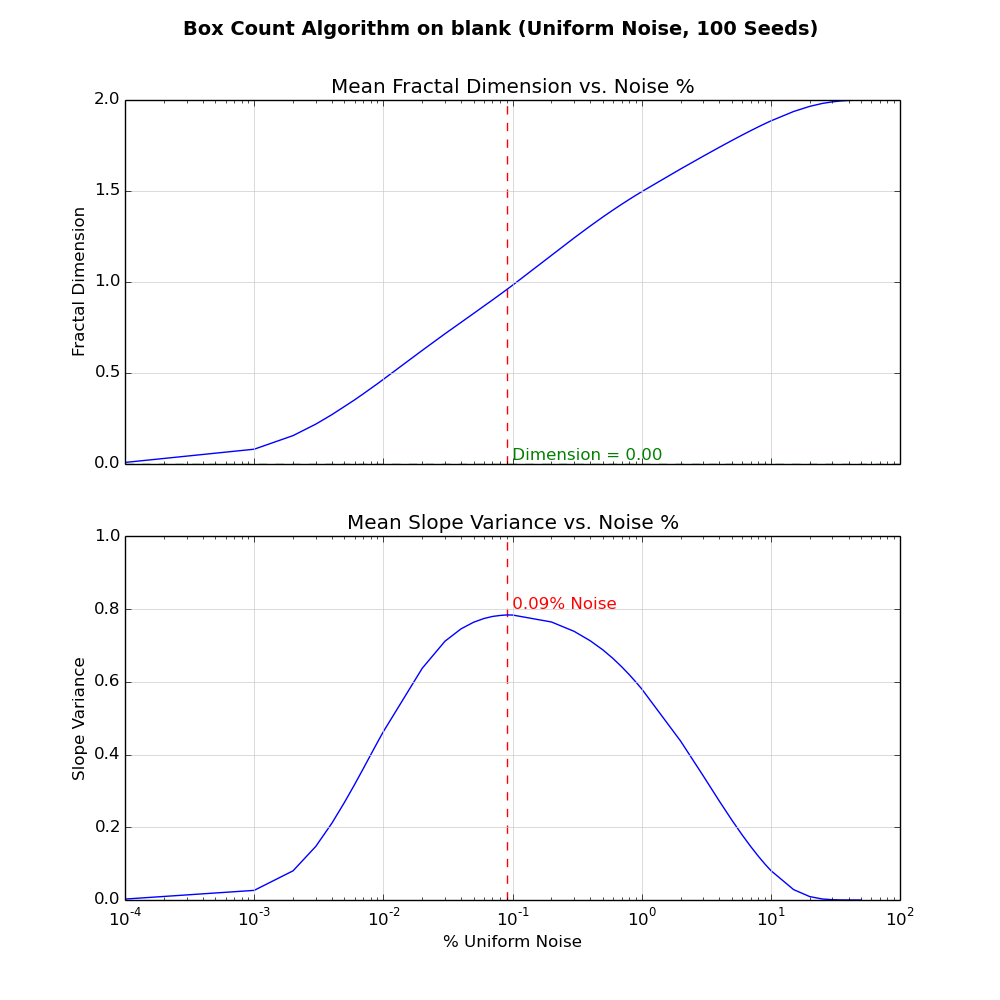 Box Count Algorithm on blank (Uniform Noise, 100 Seeds)
Mean Fractal Dimension vs. Noise %
2.0
1.5
1.0
0.5
0.0
Fractal Dimension
Dimension = 0.00
Mean Slope Variance vs. Noise %
1.0
0.8
0.6
0.4
0.2
0.0
Slope Variance
0.09% Noise
10^-4 10^-3 10^-2 10^-1 10^0 10^1 10^2
% Uniform Noise